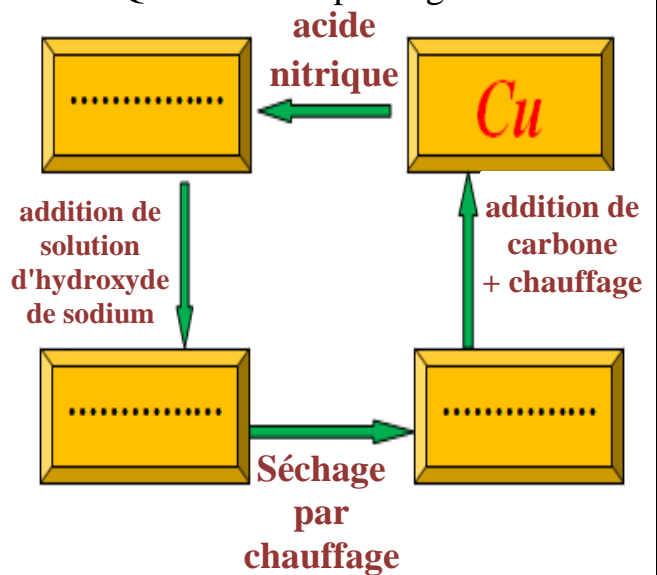 acide
nitrique
...............
Cu
addition de
solution
d'hydroxyde
de sodium
addition de
carbone
+ chauffage
...............
...............
Séchage
par
chauffage